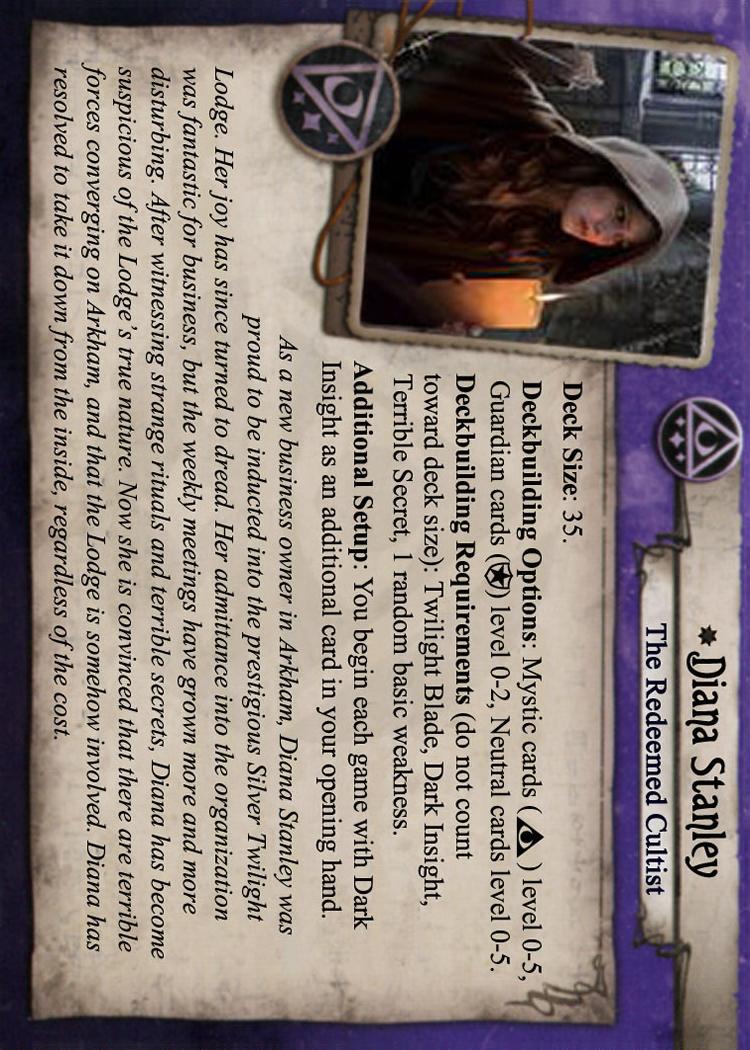 Diana Stanley
The Redeemed Cultist
Deck Size: 35.
Deckbuilding Options: Mystic cards ( ) level 0-5,
Guardian cards ( ) level 0-2, Neutral cards level 0-5.
Deckbuilding Requirements (do not count
toward deck size): Twilight Blade, Dark Insight,
Terrible Secret, 1 random basic weakness.
Additional Setup: You begin each game with Dark
Insight as an additional card in your opening hand.
As a new business owner in Arkham, Diana Stanley was
proud to be inducted into the prestigious Silver Twilight
Lodge. Her joy has since turned to dread. Her admittance into the organization
was fantastic for business, but the weekly meetings have grown more and more
disturbing. After witnessing strange rituals and terrible secrets, Diana has become
suspicious of the Lodge's true nature. Now she is convinced that there are terrible
forces converging on Arkham, and that the Lodge is somehow involved. Diana has
resolved to take it down from the inside, regardless of the cost.